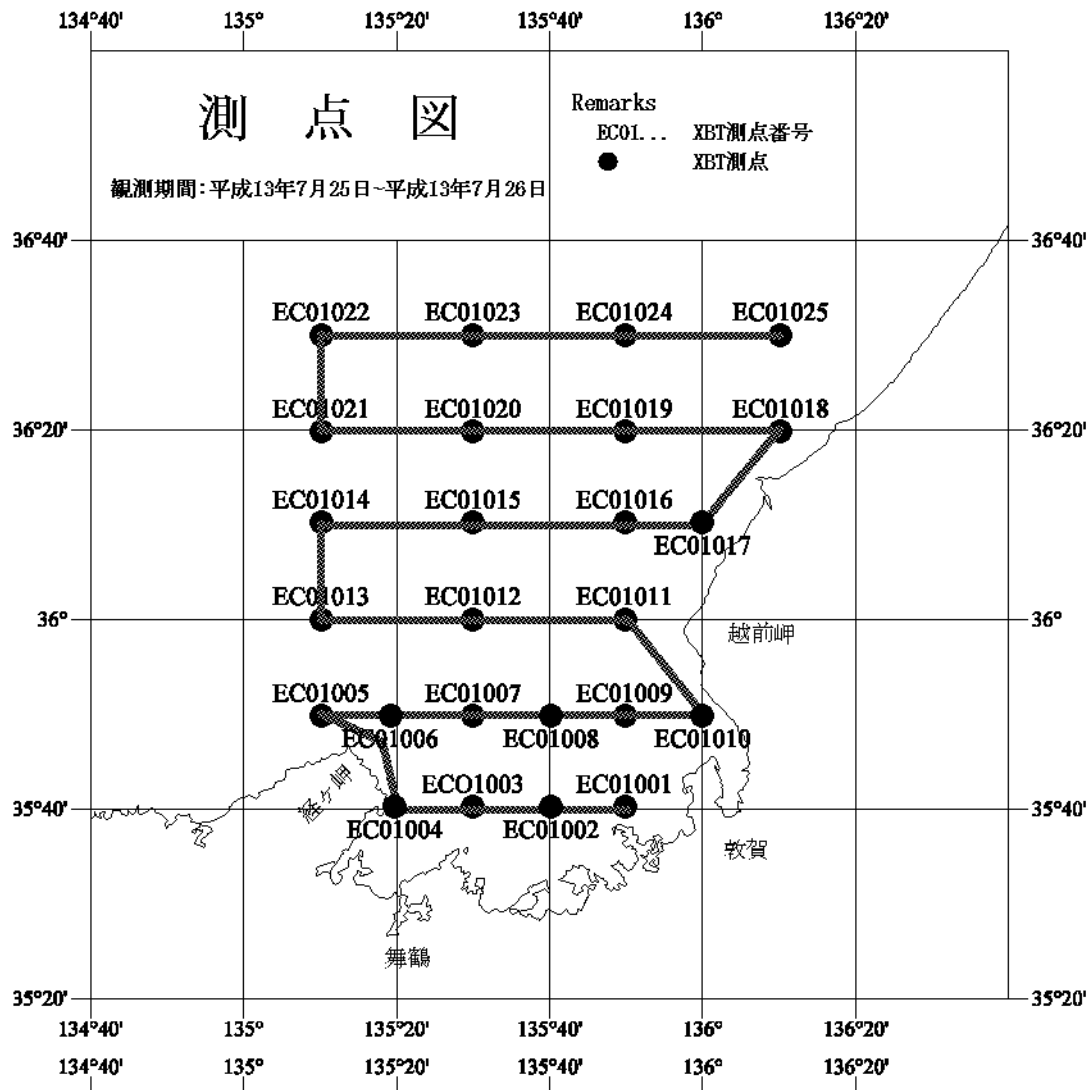 134°40' 135° 135°20' 135°40' 136° 136°20'
測 点 図
Remarks
EC01... XBT測点番号
XBT測点
観測期間:平成13年7月25日~平成13年7月26日
36°40' 36°40'
EC01022 EC01023 EC01024 EC01025
EC01021 EC01020 EC01019 EC01018
36°20' 36°20'
EC01014 EC01015 EC01016
EC01017
EC01013 EC01012 EC01011
36° 36°
越前岬
EC01005 EC01007 EC01009
EC01006 EC01008 EC01010
経ヶ岬
ECO1003 EC01001
35°40' 35°40'
EC01004 EC01002
敦賀
舞鶴
35°20' 35°20'
134°40' 135° 135°20' 135°40' 136° 136°20'
134°40' 135° 135°20' 135°40' 136° 136°20'